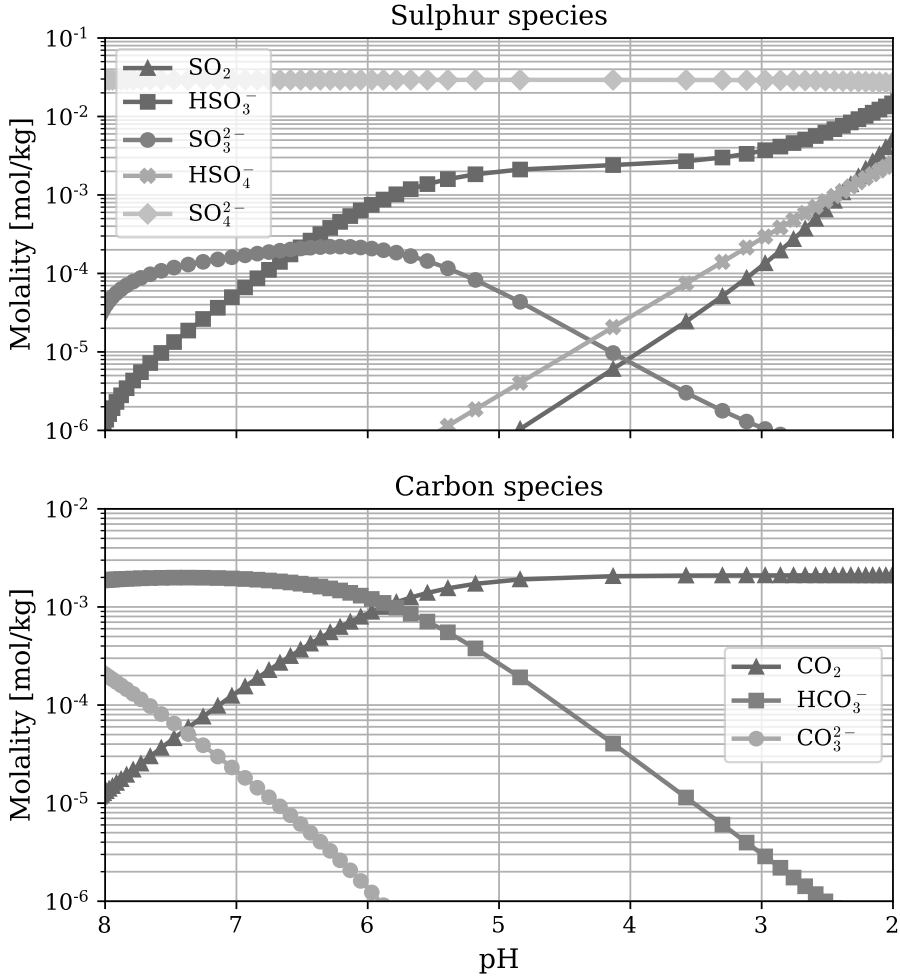 Sulphur species
10⁻¹
10⁻²
10⁻³
10⁻⁴
10⁻⁵
10⁻⁶
Molality [mol/kg]
SO₂
HSO₃⁻
SO₃²⁻
HSO₄⁻
SO₄²⁻
Carbon species
10⁻²
10⁻³
10⁻⁴
10⁻⁵
10⁻⁶
Molality [mol/kg]
CO₂
HCO₃⁻
CO₃²⁻
8 7 6 5 4 3 2
pH